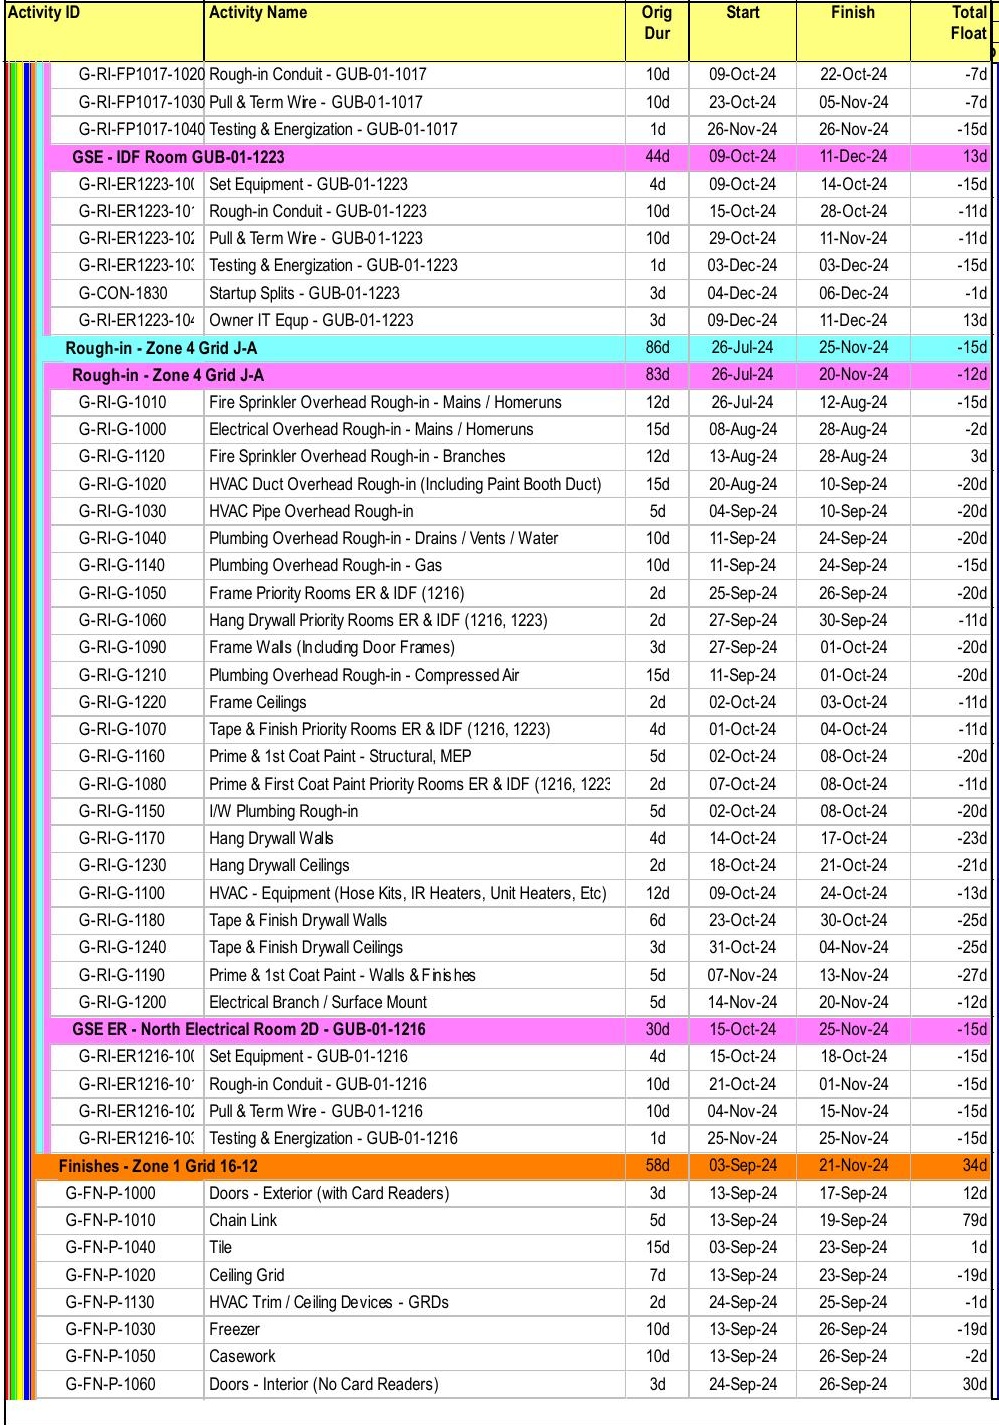 Activity ID Activity Name Orig Dur Start Finish Total Float
G-RI-FP1017-1020 Rough-in Conduit - GUB-01-1017 10d 09-Oct-24 22-Oct-24 -7d
G-RI-FP1017-1030 Pull & Term Wire - GUB-01-1017 10d 23-Oct-24 05-Nov-24 -7d
G-RI-FP1017-1040 Testing & Energization - GUB-01-1017 1d 26-Nov-24 26-Nov-24 -15d
GSE - IDF Room GUB-01-1223 44d 09-Oct-24 11-Dec-24 13d
G-RI-ER1223-100 Set Equipment - GUB-01-1223 4d 09-Oct-24 14-Oct-24 -15d
G-RI-ER1223-101 Rough-in Conduit - GUB-01-1223 10d 15-Oct-24 28-Oct-24 -11d
G-RI-ER1223-102 Pull & Term Wire - GUB-01-1223 10d 29-Oct-24 11-Nov-24 -11d
G-RI-ER1223-103 Testing & Energization - GUB-01-1223 1d 03-Dec-24 03-Dec-24 -15d
G-CON-1830 Startup Splits - GUB-01-1223 3d 04-Dec-24 06-Dec-24 -1d
G-RI-ER1223-104 Owner IT Equp - GUB-01-1223 3d 09-Dec-24 11-Dec-24 13d
Rough-in - Zone 4 Grid J-A 86d 26-Jul-24 25-Nov-24 -15d
Rough-in - Zone 4 Grid J-A 83d 26-Jul-24 20-Nov-24 -12d
G-RI-G-1010 Fire Sprinkler Overhead Rough-in - Mains / Homeruns 12d 26-Jul-24 12-Aug-24 -15d
G-RI-G-1000 Electrical Overhead Rough-in - Mains / Homeruns 15d 08-Aug-24 28-Aug-24 -2d
G-RI-G-1120 Fire Sprinkler Overhead Rough-in - Branches 12d 13-Aug-24 28-Aug-24 3d
G-RI-G-1020 HVAC Duct Overhead Rough-in (Including Paint Booth Duct) 15d 20-Aug-24 10-Sep-24 -20d
G-RI-G-1030 HVAC Pipe Overhead Rough-in 5d 04-Sep-24 10-Sep-24 -20d
G-RI-G-1040 Plumbing Overhead Rough-in - Drains / Vents / Water 10d 11-Sep-24 24-Sep-24 -20d
G-RI-G-1140 Plumbing Overhead Rough-in - Gas 10d 11-Sep-24 24-Sep-24 -15d
G-RI-G-1050 Frame Priority Rooms ER & IDF (1216) 2d 25-Sep-24 26-Sep-24 -20d
G-RI-G-1060 Hang Drywall Priority Rooms ER & IDF (1216, 1223) 2d 27-Sep-24 30-Sep-24 -11d
G-RI-G-1090 Frame Walls (Including Door Frames) 3d 27-Sep-24 01-Oct-24 -20d
G-RI-G-1210 Plumbing Overhead Rough-in - Compressed Air 15d 11-Sep-24 01-Oct-24 -20d
G-RI-G-1220 Frame Ceilings 2d 02-Oct-24 03-Oct-24 -11d
G-RI-G-1070 Tape & Finish Priority Rooms ER & IDF (1216, 1223) 4d 01-Oct-24 04-Oct-24 -11d
G-RI-G-1160 Prime & 1st Coat Paint - Structural, MEP 5d 02-Oct-24 08-Oct-24 -20d
G-RI-G-1080 Prime & First Coat Paint Priority Rooms ER & IDF (1216, 1223 2d 07-Oct-24 08-Oct-24 -11d
G-RI-G-1150 I/W Plumbing Rough-in 5d 02-Oct-24 08-Oct-24 -20d
G-RI-G-1170 Hang Drywall Walls 4d 14-Oct-24 17-Oct-24 -23d
G-RI-G-1230 Hang Drywall Ceilings 2d 18-Oct-24 21-Oct-24 -21d
G-RI-G-1100 HVAC - Equipment (Hose Kits, IR Heaters, Unit Heaters, Etc) 12d 09-Oct-24 24-Oct-24 -13d
G-RI-G-1180 Tape & Finish Drywall Walls 6d 23-Oct-24 30-Oct-24 -25d
G-RI-G-1240 Tape & Finish Drywall Ceilings 3d 31-Oct-24 04-Nov-24 -25d
G-RI-G-1190 Prime & 1st Coat Paint - Walls & Finishes 5d 07-Nov-24 13-Nov-24 -27d
G-RI-G-1200 Electrical Branch / Surface Mount 5d 14-Nov-24 20-Nov-24 -12d
GSE ER - North Electrical Room 2D - GUB-01-1216 30d 15-Oct-24 25-Nov-24 -15d
G-RI-ER1216-100 Set Equipment - GUB-01-1216 4d 15-Oct-24 18-Oct-24 -15d
G-RI-ER1216-101 Rough-in Conduit - GUB-01-1216 10d 21-Oct-24 01-Nov-24 -15d
G-RI-ER1216-102 Pull & Term Wire - GUB-01-1216 10d 04-Nov-24 15-Nov-24 -15d
G-RI-ER1216-103 Testing & Energization - GUB-01-1216 1d 25-Nov-24 25-Nov-24 -15d
Finishes - Zone 1 Grid 16-12 58d 03-Sep-24 21-Nov-24 34d
G-FN-P-1000 Doors - Exterior (with Card Readers) 3d 13-Sep-24 17-Sep-24 12d
G-FN-P-1010 Chain Link 5d 13-Sep-24 19-Sep-24 79d
G-FN-P-1040 Tile 15d 03-Sep-24 23-Sep-24 1d
G-FN-P-1020 Ceiling Grid 7d 13-Sep-24 23-Sep-24 -19d
G-FN-P-1130 HVAC Trim / Ceiling Devices - GRDs 2d 24-Sep-24 25-Sep-24 -1d
G-FN-P-1030 Freezer 10d 13-Sep-24 26-Sep-24 -19d
G-FN-P-1050 Casework 10d 13-Sep-24 26-Sep-24 -2d
G-FN-P-1060 Doors - Interior (No Card Readers) 3d 24-Sep-24 26-Sep-24 30d